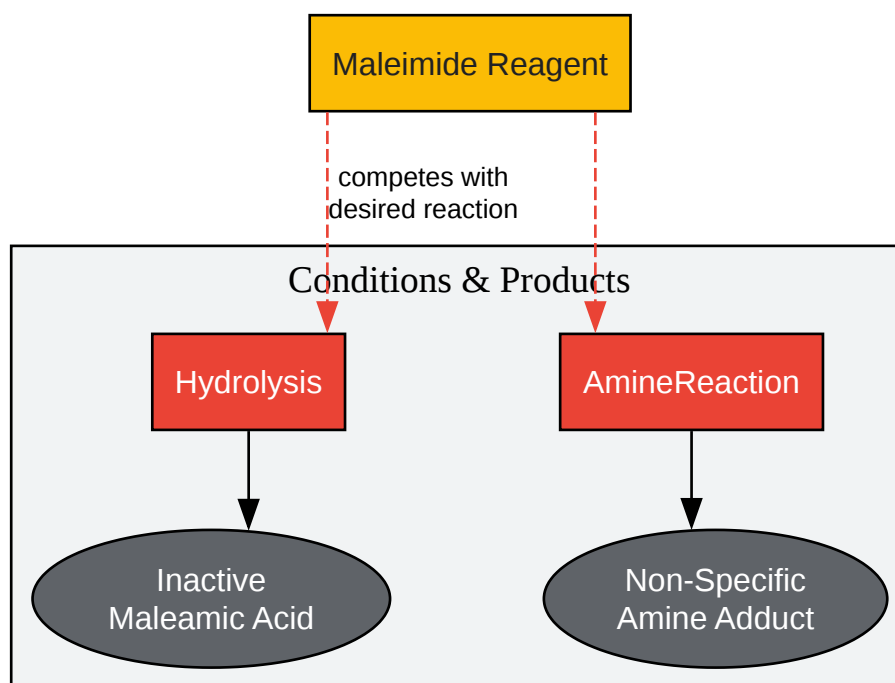 Maleimide Reagent
competes with
desired reaction
Conditions & Products
Hydrolysis
AmineReaction
Inactive
Maleamic Acid
Non-Specific
Amine Adduct